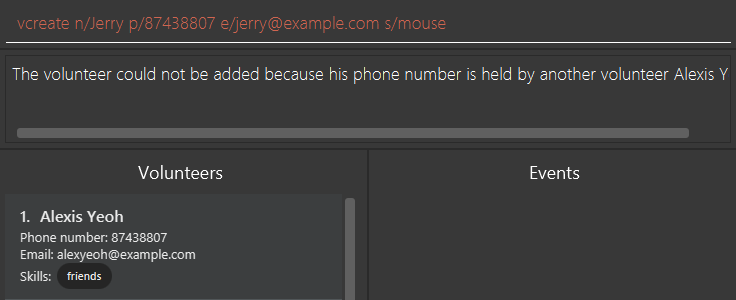 vcreate n/Jerry p/87438807 e/jerry@example.com s/mouse
The volunteer could not be added because his phone number is held by another volunteer Alexis Y
Volunteers
Events
1. Alexis Yeoh
Phone number: 87438807
Email: alexyeoh@example.com
Skills: friends